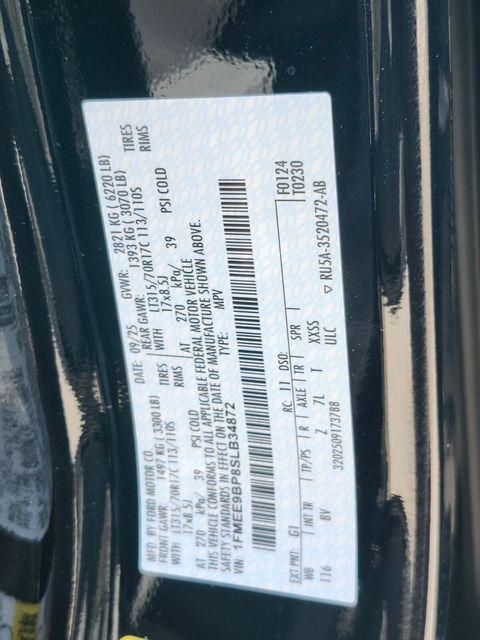 MFD. BY FORD MOTOR CO.
DATE: 09/25 GVWR: 2821 KG ( 6220 LB)
FRONT GAWR: 1497 KG ( 3300 LB) REAR GAWR: 1393 KG ( 3070 LB)
WITH LT315/70R17C 113/110S TIRES WITH LT315/70R17C 113/110S TIRES
17x8.5J RIMS 17x8.5J RIMS
AT 270 kPa/ 39 PSI COLD AT 270 kPa/ 39 PSI COLD
THIS VEHICLE CONFORMS TO ALL APPLICABLE FEDERAL MOTOR VEHICLE
SAFETY STANDARDS IN EFFECT ON THE DATE OF MANUFACTURE SHOWN ABOVE.
VIN: 1FMEE9BP8SLB34872 TYPE: MPV
F0124
T0230
EXT PNT: G1 RC: 11 DSO:
WB INT TR TP/PS R AXLE TR SPR ▽ RU5A-3520472-AB
116 8V Z 7L T XXSS
3202509173788 ULC